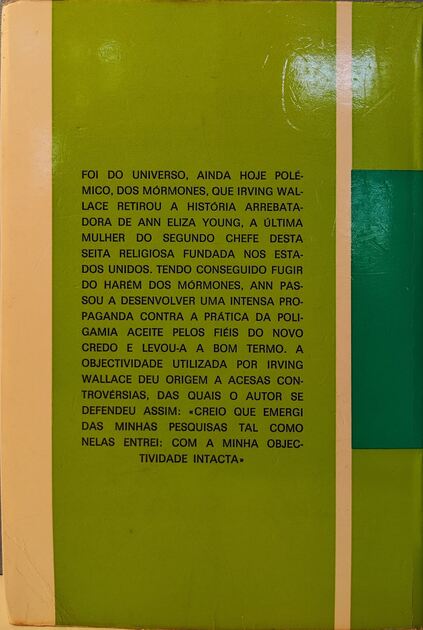 FOI DO UNIVERSO, AINDA HOJE POLÉ-
MICO, DOS MÓRMONES, QUE IRVING WAL-
LACE RETIROU A HISTÓRIA ARREBATA-
DORA DE ANN ELIZA YOUNG, A ÚLTIMA
MULHER DO SEGUNDO CHEFE DESTA
SEITA RELIGIOSA FUNDADA NOS ESTA-
DOS UNIDOS. TENDO CONSEGUIDO FUGIR
DO HARÉM DOS MÓRMONES, ANN PAS-
SOU A DESENVOLVER UMA INTENSA PRO-
PAGANDA CONTRA A PRÁTICA DA POLI-
GAMIA ACEITE PELOS FIÉIS DO NOVO
CREDO E LEVOU-A A BOM TERMO. A
OBJECTIVIDADE UTILIZADA POR IRVING
WALLACE DEU ORIGEM A ACESAS CON-
TROVÉRSIAS, DAS QUAIS O AUTOR SE
DEFENDEU ASSIM: «CREIO QUE EMERGI
DAS MINHAS PESQUISAS TAL COMO
NELAS ENTREI: COM A MINHA OBJEC-
TIVIDADE INTACTA»